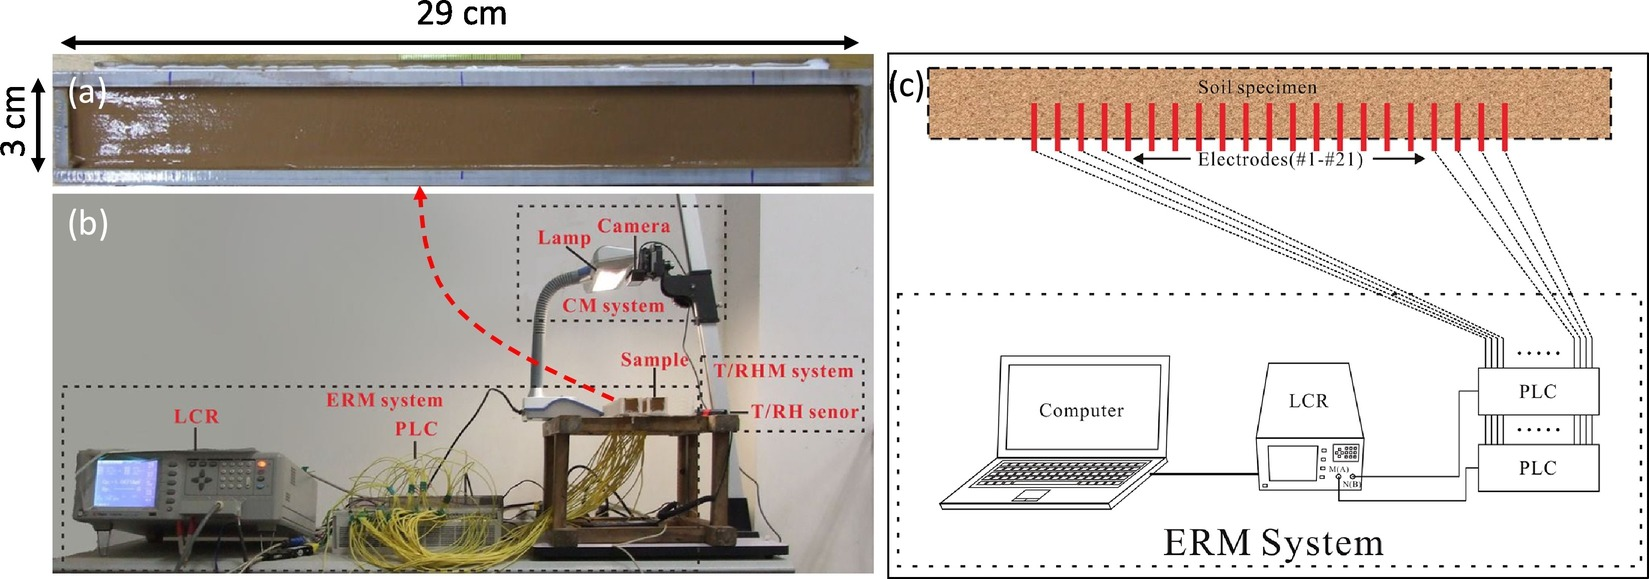 29 cm
3 cm
(a)
(b)
Camera
Lamp
CM system
Sample
T/RHM system
T/RH senor
ERM system
LCR
PLC
(c)
Soil specimen
Electrodes(#1-#21)
.....
PLC
.....
PLC
Computer
LCR
M(A)
N(B)
ERM System